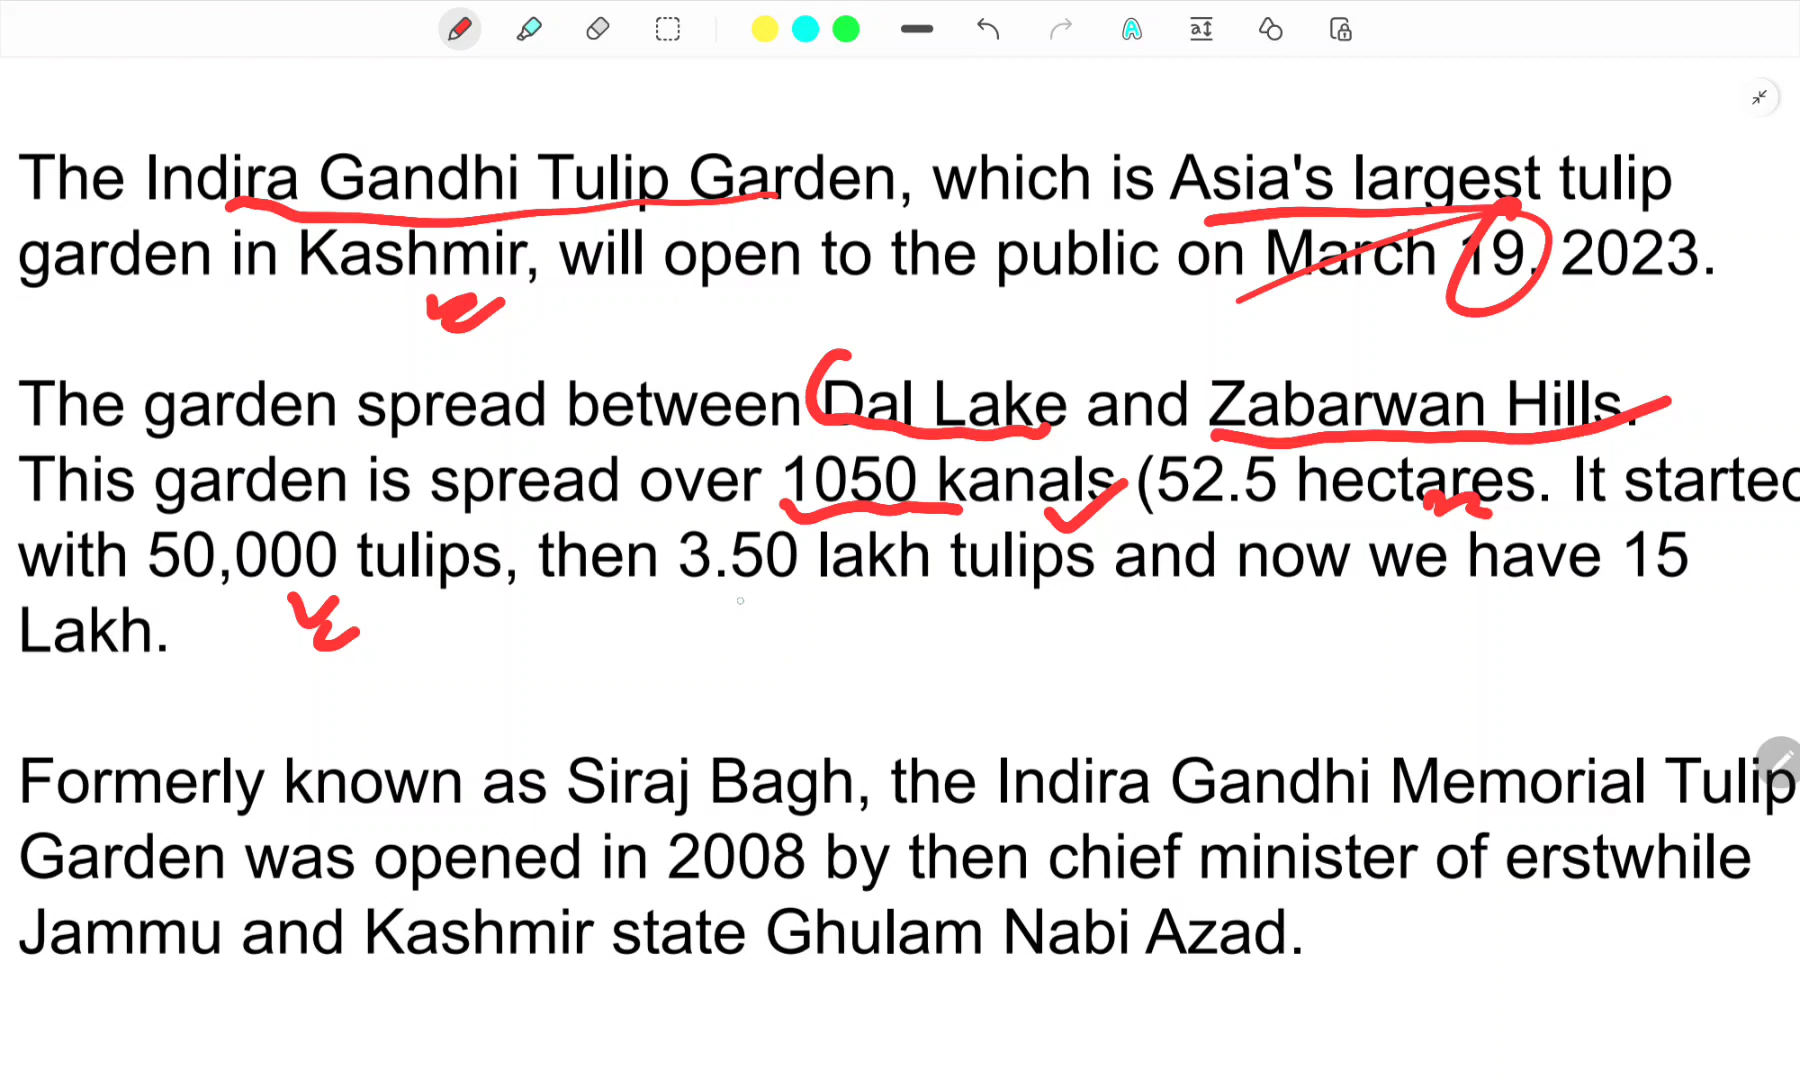 The Indira Gandhi Tulip Garden, which is Asia's largest tulip
garden in Kashmir, will open to the public on March 19, 2023.
The garden spread between Dal Lake and Zabarwan Hills.
This garden is spread over 1050 kanals (52.5 hectares. It started
with 50,000 tulips, then 3.50 lakh tulips and now we have 15
Lakh.
Formerly known as Siraj Bagh, the Indira Gandhi Memorial Tulip
Garden was opened in 2008 by then chief minister of erstwhile
Jammu and Kashmir state Ghulam Nabi Azad.